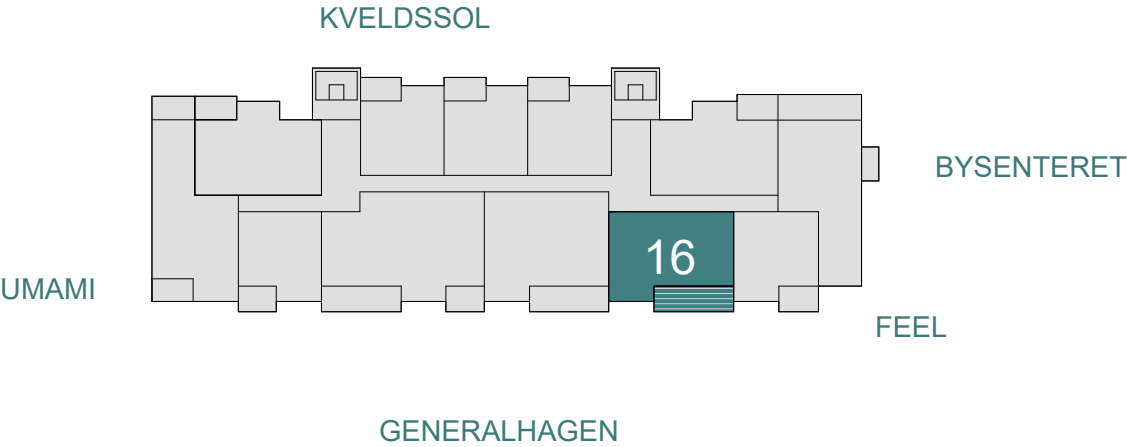 KVELDSSOL
BYSENTERET
16
UMAMI
FEEL
GENERALHAGEN